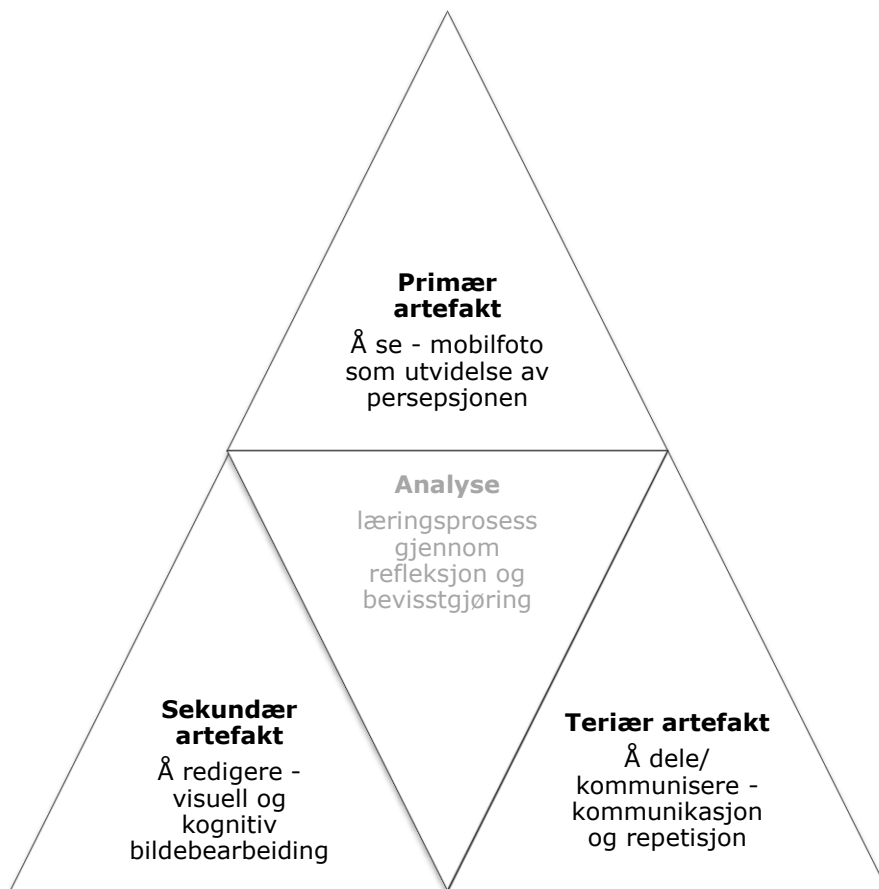 Primær
artefakt
Å se - mobilfoto
som utvidelse av
persepsjonen
Analyse
læringsprosess
gjennom
refleksjon og
bevisstgjøring
Sekundær
artefakt
Å redigere -
visuell og
kognitiv
bildebearbeiding
Teriær artefakt
Å dele/
kommunisere -
kommunikasjon
og repetisjon